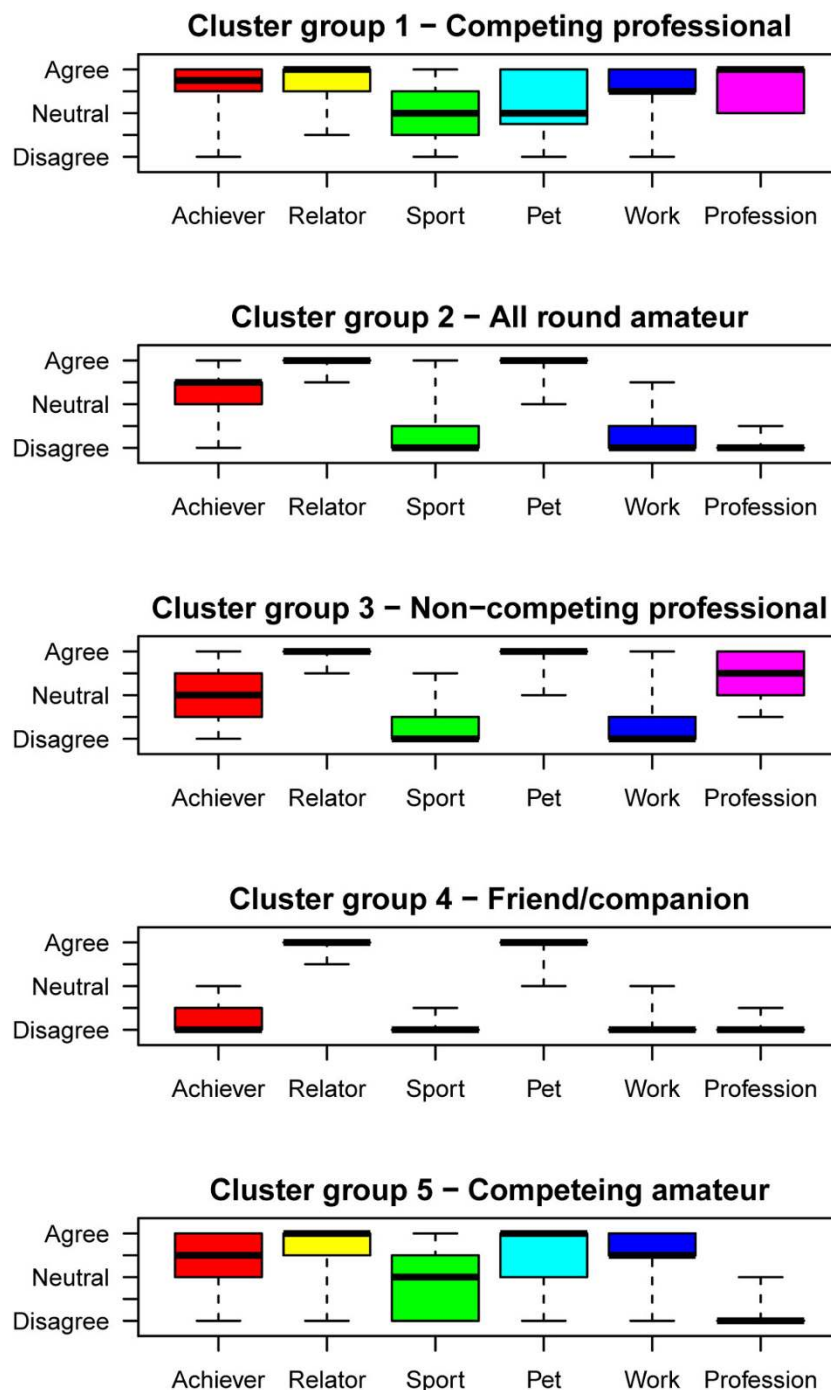 Cluster group 1 − Competing professional
Agree
Neutral
Disagree
Achiever Relator Sport Pet Work Profession
Cluster group 2 − All round amateur
Agree
Neutral
Disagree
Achiever Relator Sport Pet Work Profession
Cluster group 3 − Non−competing professional
Agree
Neutral
Disagree
Achiever Relator Sport Pet Work Profession
Cluster group 4 − Friend/companion
Agree
Neutral
Disagree
Achiever Relator Sport Pet Work Profession
Cluster group 5 − Competeing amateur
Agree
Neutral
Disagree
Achiever Relator Sport Pet Work Profession